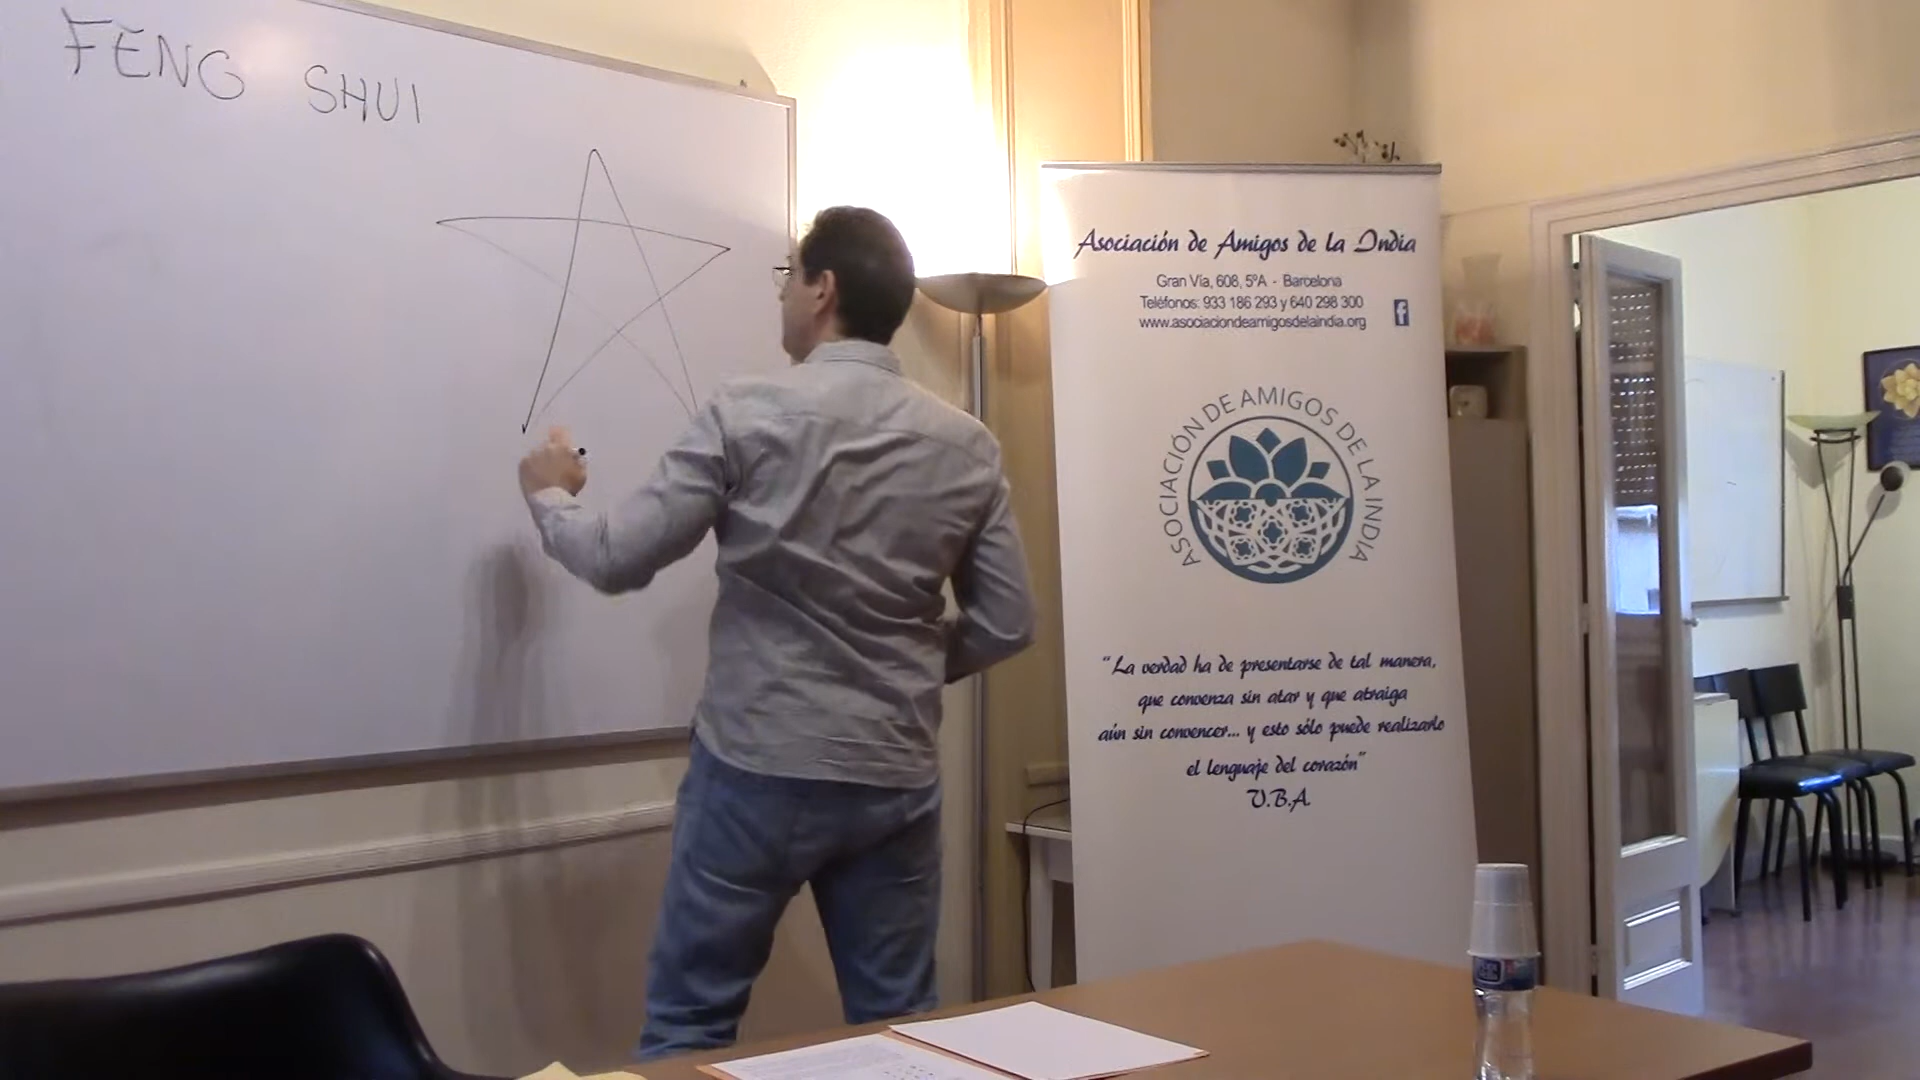 FENG SHUI
Asociación de Amigos de la India
Gran Vía, 608, 5ºA - Barcelona
Teléfonos: 933 186 293 y 640 298 300
f
www.asociaciondeamigosdelaindia.org
ASOCIACIÓN DE AMIGOS DE LA INDIA
"La verdad ha de presentarse de tal manera,
que convenza sin atar y que atraiga
aún sin convencer... y esto sólo puede realizarlo
el lenguaje del corazón"
V.B.A.